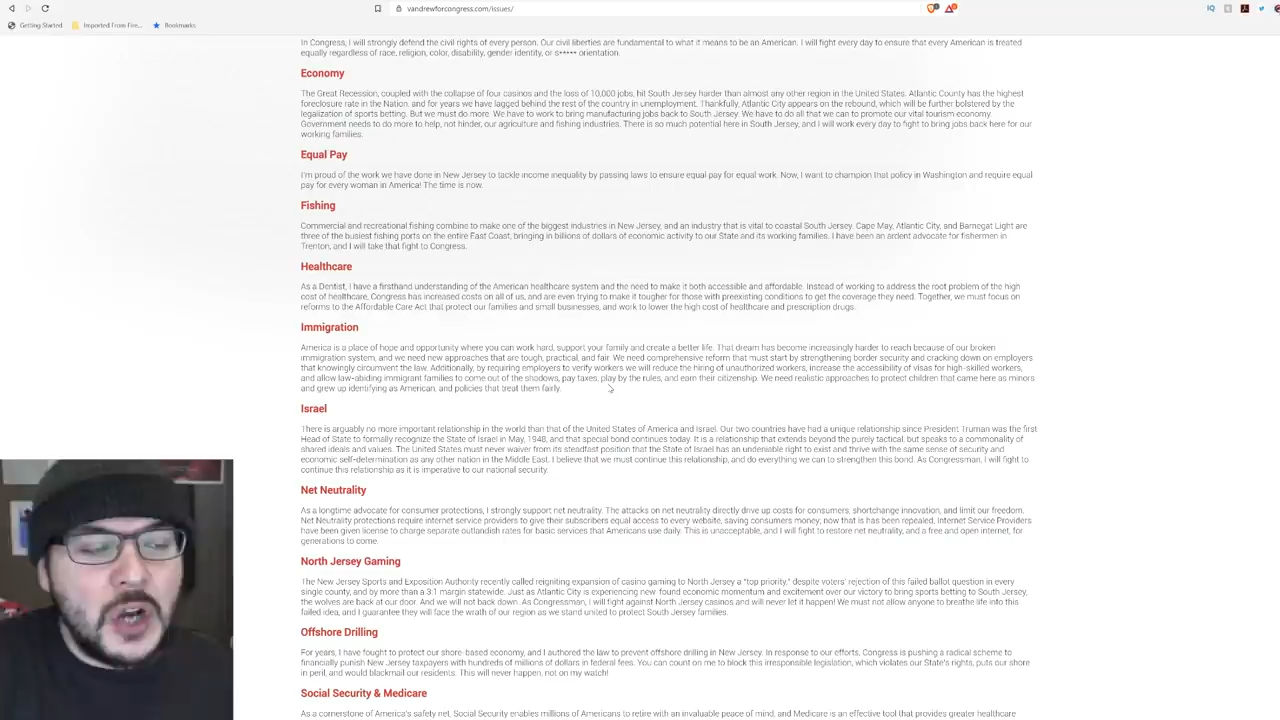 vandrewforcongress.com/issues/
Getting Started
Imported From Fire...
Bookmarks
In Congress, I will strongly defend the civil rights of every person. Our civil liberties are fundamental to what it means to be an American. I will fight every day to ensure that every American is treated
equally regardless of race, religion, color, disability, gender identity, or s***** orientation.
Economy
The Great Recession, coupled with the collapse of four casinos and the loss of 10,000 jobs, hit South Jersey harder than almost any other region in the United States. Atlantic County has the highest
foreclosure rate in the Nation, and for years we have lagged behind the rest of the country in unemployment. Thankfully, Atlantic City appears on the rebound, which will be further bolstered by the
legalization of sports betting. But we must do more. We have to work to bring manufacturing jobs back to South Jersey. We have to do all that we can to promote our vital tourism economy.
Government needs to do more to help, not hinder, our agriculture and fishing industries. There is so much potential here in South Jersey, and I will work every day to fight to bring jobs back here for our
working families.
Equal Pay
I'm proud of the work we have done in New Jersey to tackle income inequality by passing laws to ensure equal pay for equal work. Now, I want to champion that policy in Washington and require equal
pay for every woman in America! The time is now.
Fishing
Commercial and recreational fishing combine to make one of the biggest industries in New Jersey, and an industry that is vital to coastal South Jersey. Cape May, Atlantic City, and Barnegat Light are
three of the busiest fishing ports on the entire East Coast, bringing in billions of dollars of economic activity to our State and its working families. I have been an ardent advocate for fishermen in
Trenton, and I will take that fight to Congress.
Healthcare
As a Dentist, I have a firsthand understanding of the American healthcare system and the need to make it both accessible and affordable. Instead of working to address the root problem of the high
cost of healthcare, Congress has increased costs on all of us, and are even trying to make it tougher for those with preexisting conditions to get the coverage they need. Together, we must focus on
reforms to the Affordable Care Act that protect our families and small businesses, and work to lower the high cost of healthcare and prescription drugs.
Immigration
America is a place of hope and opportunity where you can work hard, support your family and create a better life. That dream has become increasingly harder to reach because of our broken
immigration system, and we need new approaches that are tough, practical, and fair. We need comprehensive reform that must start by strengthening border security and cracking down on employers
that knowingly circumvent the law. Additionally, by requiring employers to verify workers we will reduce the hiring of unauthorized workers, increase the accessibility of visas for high-skilled workers,
and allow law-abiding immigrant families to come out of the shadows, pay taxes, play by the rules, and earn their citizenship. We need realistic approaches to protect children that came here as minors
and grew up identifying as American, and policies that treat them fairly.
Israel
There is arguably no more important relationship in the world than that of the United States of America and Israel. Our two countries have had a unique relationship since President Truman was the first
Head of State to formally recognize the State of Israel in May, 1948, and that special bond continues today. It is a relationship that extends beyond the purely tactical, but speaks to a commonality of
shared ideals and values. The United States must never waiver from its steadfast position that the State of Israel has an undeniable right to exist and thrive with the same sense of security and
economic self-determination as any other nation in the Middle East. I believe that we must continue this relationship, and do everything we can to strengthen this bond. As Congressman, I will fight to
continue this relationship as it is imperative to our national security.
Net Neutrality
As a longtime advocate for consumer protections, I strongly support net neutrality. The attacks on net neutrality directly drive up costs for consumers, shortchange innovation, and limit our freedom.
Net Neutrality protections require internet service providers to give their subscribers equal access to every website, saving consumers money; now that is has been repealed, Internet Service Providers
have been given license to charge separate outlandish rates for basic services that Americans use daily. This is unacceptable, and I will fight to restore net neutrality, and a free and open internet, for
generations to come.
North Jersey Gaming
The New Jersey Sports and Exposition Authority recently called reigniting expansion of casino gaming to North Jersey a "top priority," despite voters' rejection of this failed ballot question in every
single county, and by more than a 3:1 margin statewide. Just as Atlantic City is experiencing new found economic momentum and excitement over our victory to bring sports betting to South Jersey,
the wolves are back at our door. And we will not back down. As Congressman, I will fight against North Jersey casinos and will never let it happen! We must not allow anyone to breathe life into this
failed idea, and I guarantee they will face the wrath of our region as we stand united to protect South Jersey families.
Offshore Drilling
For years, I have fought to protect our shore-based economy, and I authored the law to prevent offshore drilling in New Jersey. In response to our efforts, Congress is pushing a radical scheme to
financially punish New Jersey taxpayers with hundreds of millions of dollars in federal fees. You can count on me to block this irresponsible legislation, which violates our State's rights, puts our shore
in peril, and would blackmail our residents. This will never happen, not on my watch!
Social Security & Medicare
As a cornerstone of America's safety net, Social Security enables millions of Americans to retire with an invaluable peace of mind, and Medicare is an effective tool that provides greater healthcare